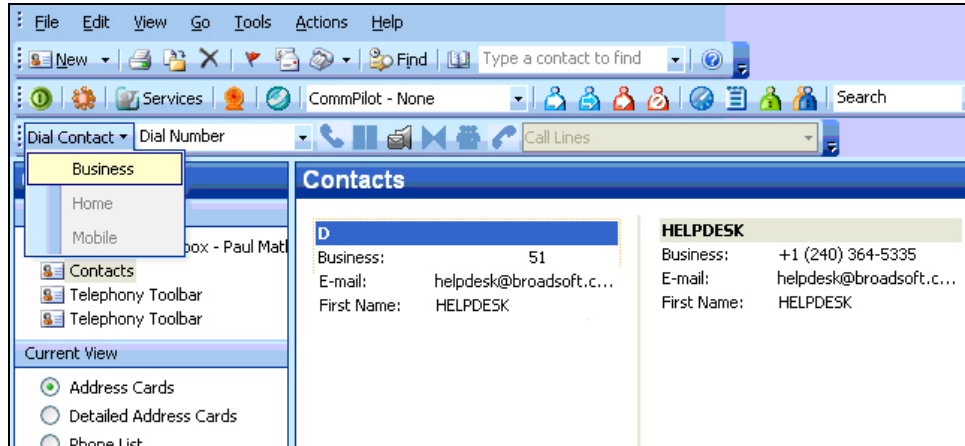 File Edit View Go Tools Actions Help
New Find Type a contact to find
Services CommPilot - None Search
Dial Contact Dial Number Call Lines
Business
Home
Mobile
Contacts
box - Paul Matl
Contacts
Telephony Toolbar
Telephony Toolbar
Current View
Address Cards
Detailed Address Cards
Phone List
D
Business: 51
E-mail: helpdesk@broadsoft.c...
First Name: HELPDESK
HELPDESK
Business: +1 (240) 364-5335
E-mail: helpdesk@broadsoft.c...
First Name: HELPDESK